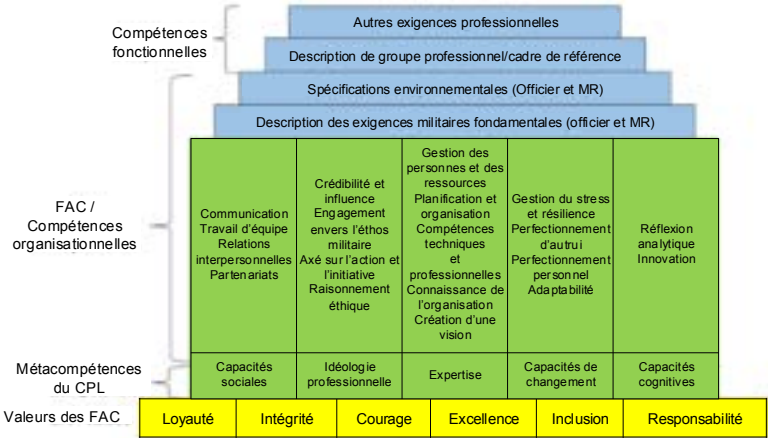 Compétences
fonctionnelles
Autres exigences professionnelles
Description de groupe professionnel/cadre de référence
Spécifications environnementales (Officier et MR)
Description des exigences militaires fondamentales (officier et MR)
FAC /
Compétences
organisationnelles
Communication
Travail d'équipe
Relations
interpersonnelles
Partenariats
Crédibilité et
influence
Engagement
envers l'éthos
militaire
Axé sur l'action et
l'initiative
Raisonnement
éthique
Gestion des
personnes et des
ressources
Planification et
organisation
Compétences
techniques
et
professionnelles
Connaissance de
l'organisation
Création d'une
vision
Gestion du stress
et résilience
Perfectionnement
d'autrui
Perfectionnement
personnel
Adaptabilité
Réflexion
analytique
Innovation
Métacompétences
du CPL
Capacités
sociales
Idéologie
professionnelle
Expertise
Capacités de
changement
Capacités
cognitives
Valeurs des FAC
Loyauté
Intégrité
Courage
Excellence
Inclusion
Responsabilité